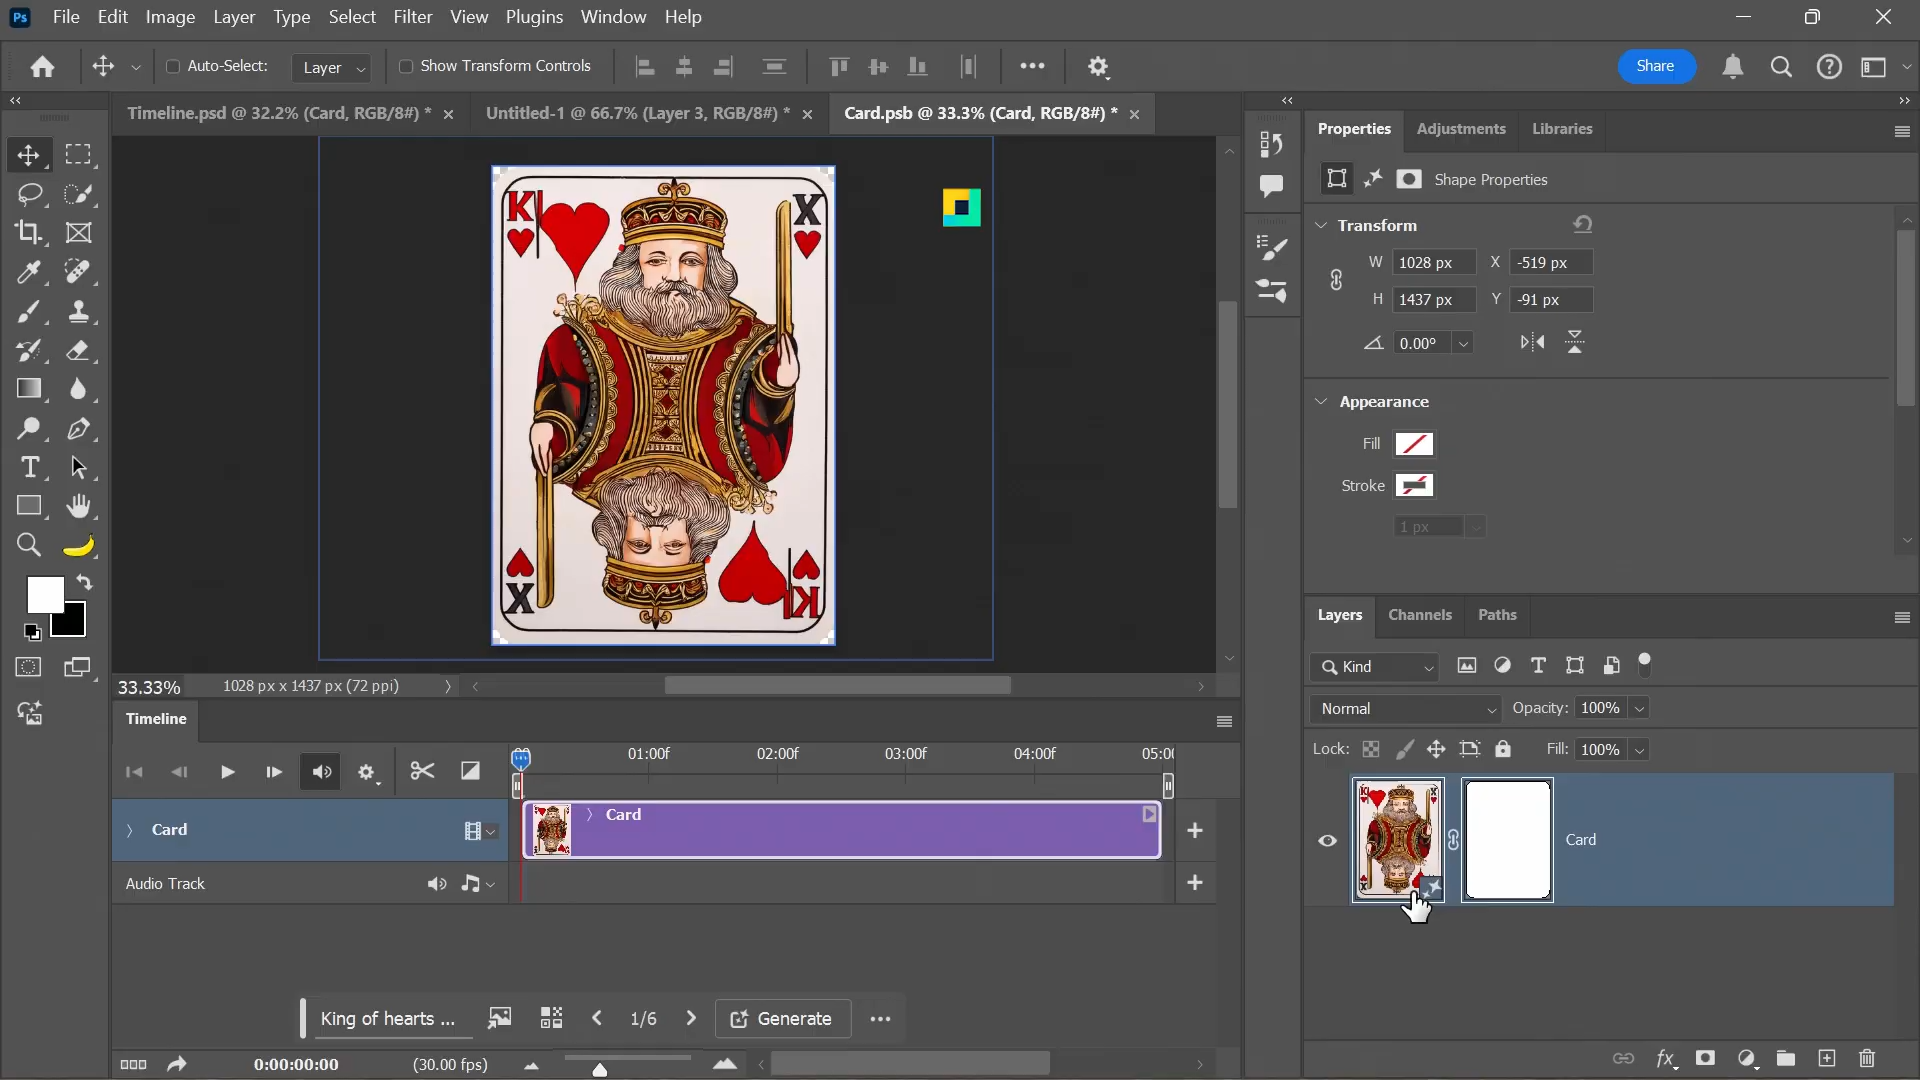 Ps File Edit Image Layer Type Select Filter View Plugins Window Help
Auto-Select: Layer Show Transform Controls Share
Timeline.psd @ 32.2% (Card, RGB/8#) * Untitled-1 @ 66.7% (Layer 3, RGB/8#) * Card.psb @ 33.3% (Card, RGB/8#) *
Properties Adjustments Libraries
Shape Properties
Transform
W 1028 px X -519 px
H 1437 px Y -91 px
0.00°
Appearance
Fill
Stroke
1 px
K X
X K
T
33.33% 1028 px x 1437 px (72 ppi)
Timeline
00 01:00f 02:00f 03:00f 04:00f 05:00
Card Card
Audio Track
King of hearts ... 1/6 Generate
0:00:00:00 (30.00 fps)
Layers Channels Paths
Kind
Normal Opacity: 100%
Lock: Fill: 100%
Card
fx